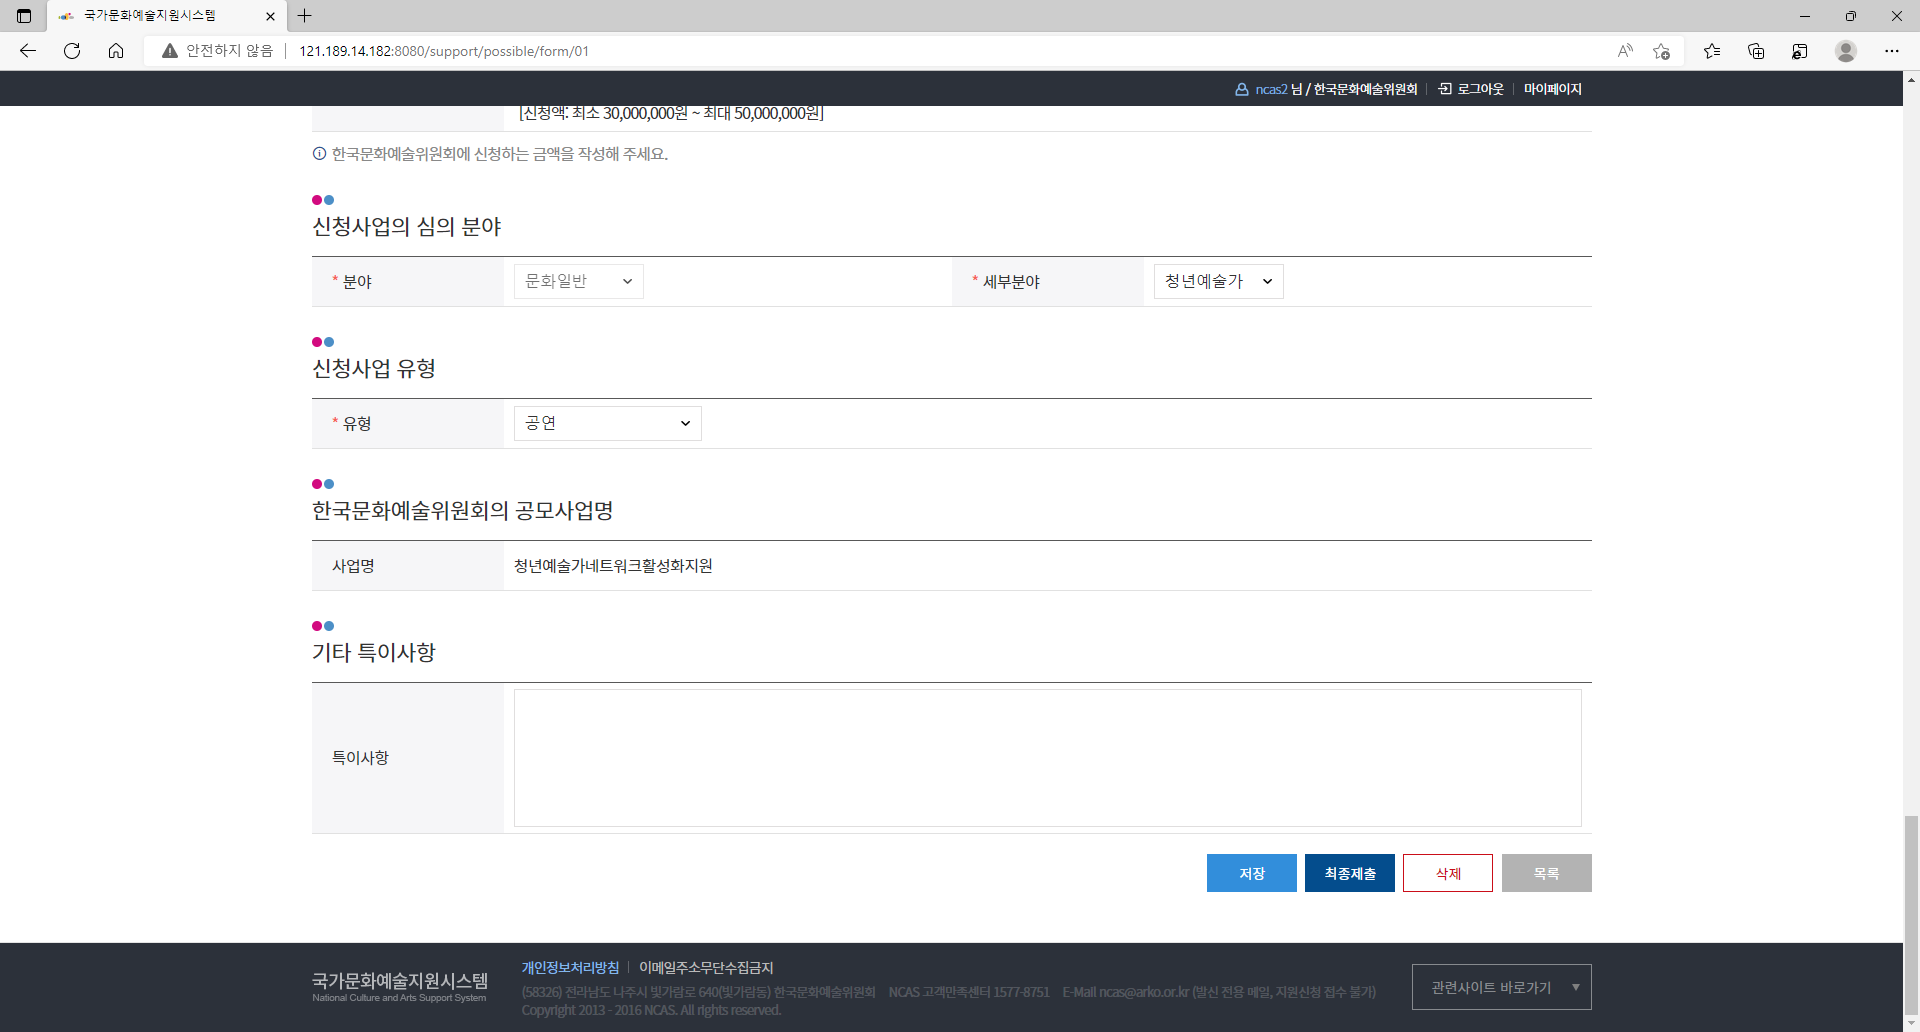 국가문화예술지원시스템
안전하지 않음 121.189.14.182:8080/support/possible/form/01
ncas2 님 / 한국문화예술위원회 로그아웃 마이페이지
[신청액: 최소 30,000,000원 ~ 최대 50,000,000원]
한국문화예술위원회에 신청하는 금액을 작성해 주세요.
신청사업의 심의 분야
* 분야 문화일반 * 세부분야 청년예술가
신청사업 유형
* 유형 공연
한국문화예술위원회의 공모사업명
사업명 청년예술가네트워크활성화지원
기타 특이사항
특이사항
저장 최종제출 삭제 목록
국가문화예술지원시스템
National Culture and Arts Support System
개인정보처리방침 이메일주소무단수집금지
(58326) 전라남도 나주시 빛가람로 640(빛가람동) 한국문화예술위원회 NCAS 고객만족센터 1577-8751 E-Mail ncas@arko.or.kr (발신 전용 메일, 지원신청 접수 불가)
Copyright 2013 - 2016 NCAS. All rights reserved.
관련사이트 바로가기 ▼